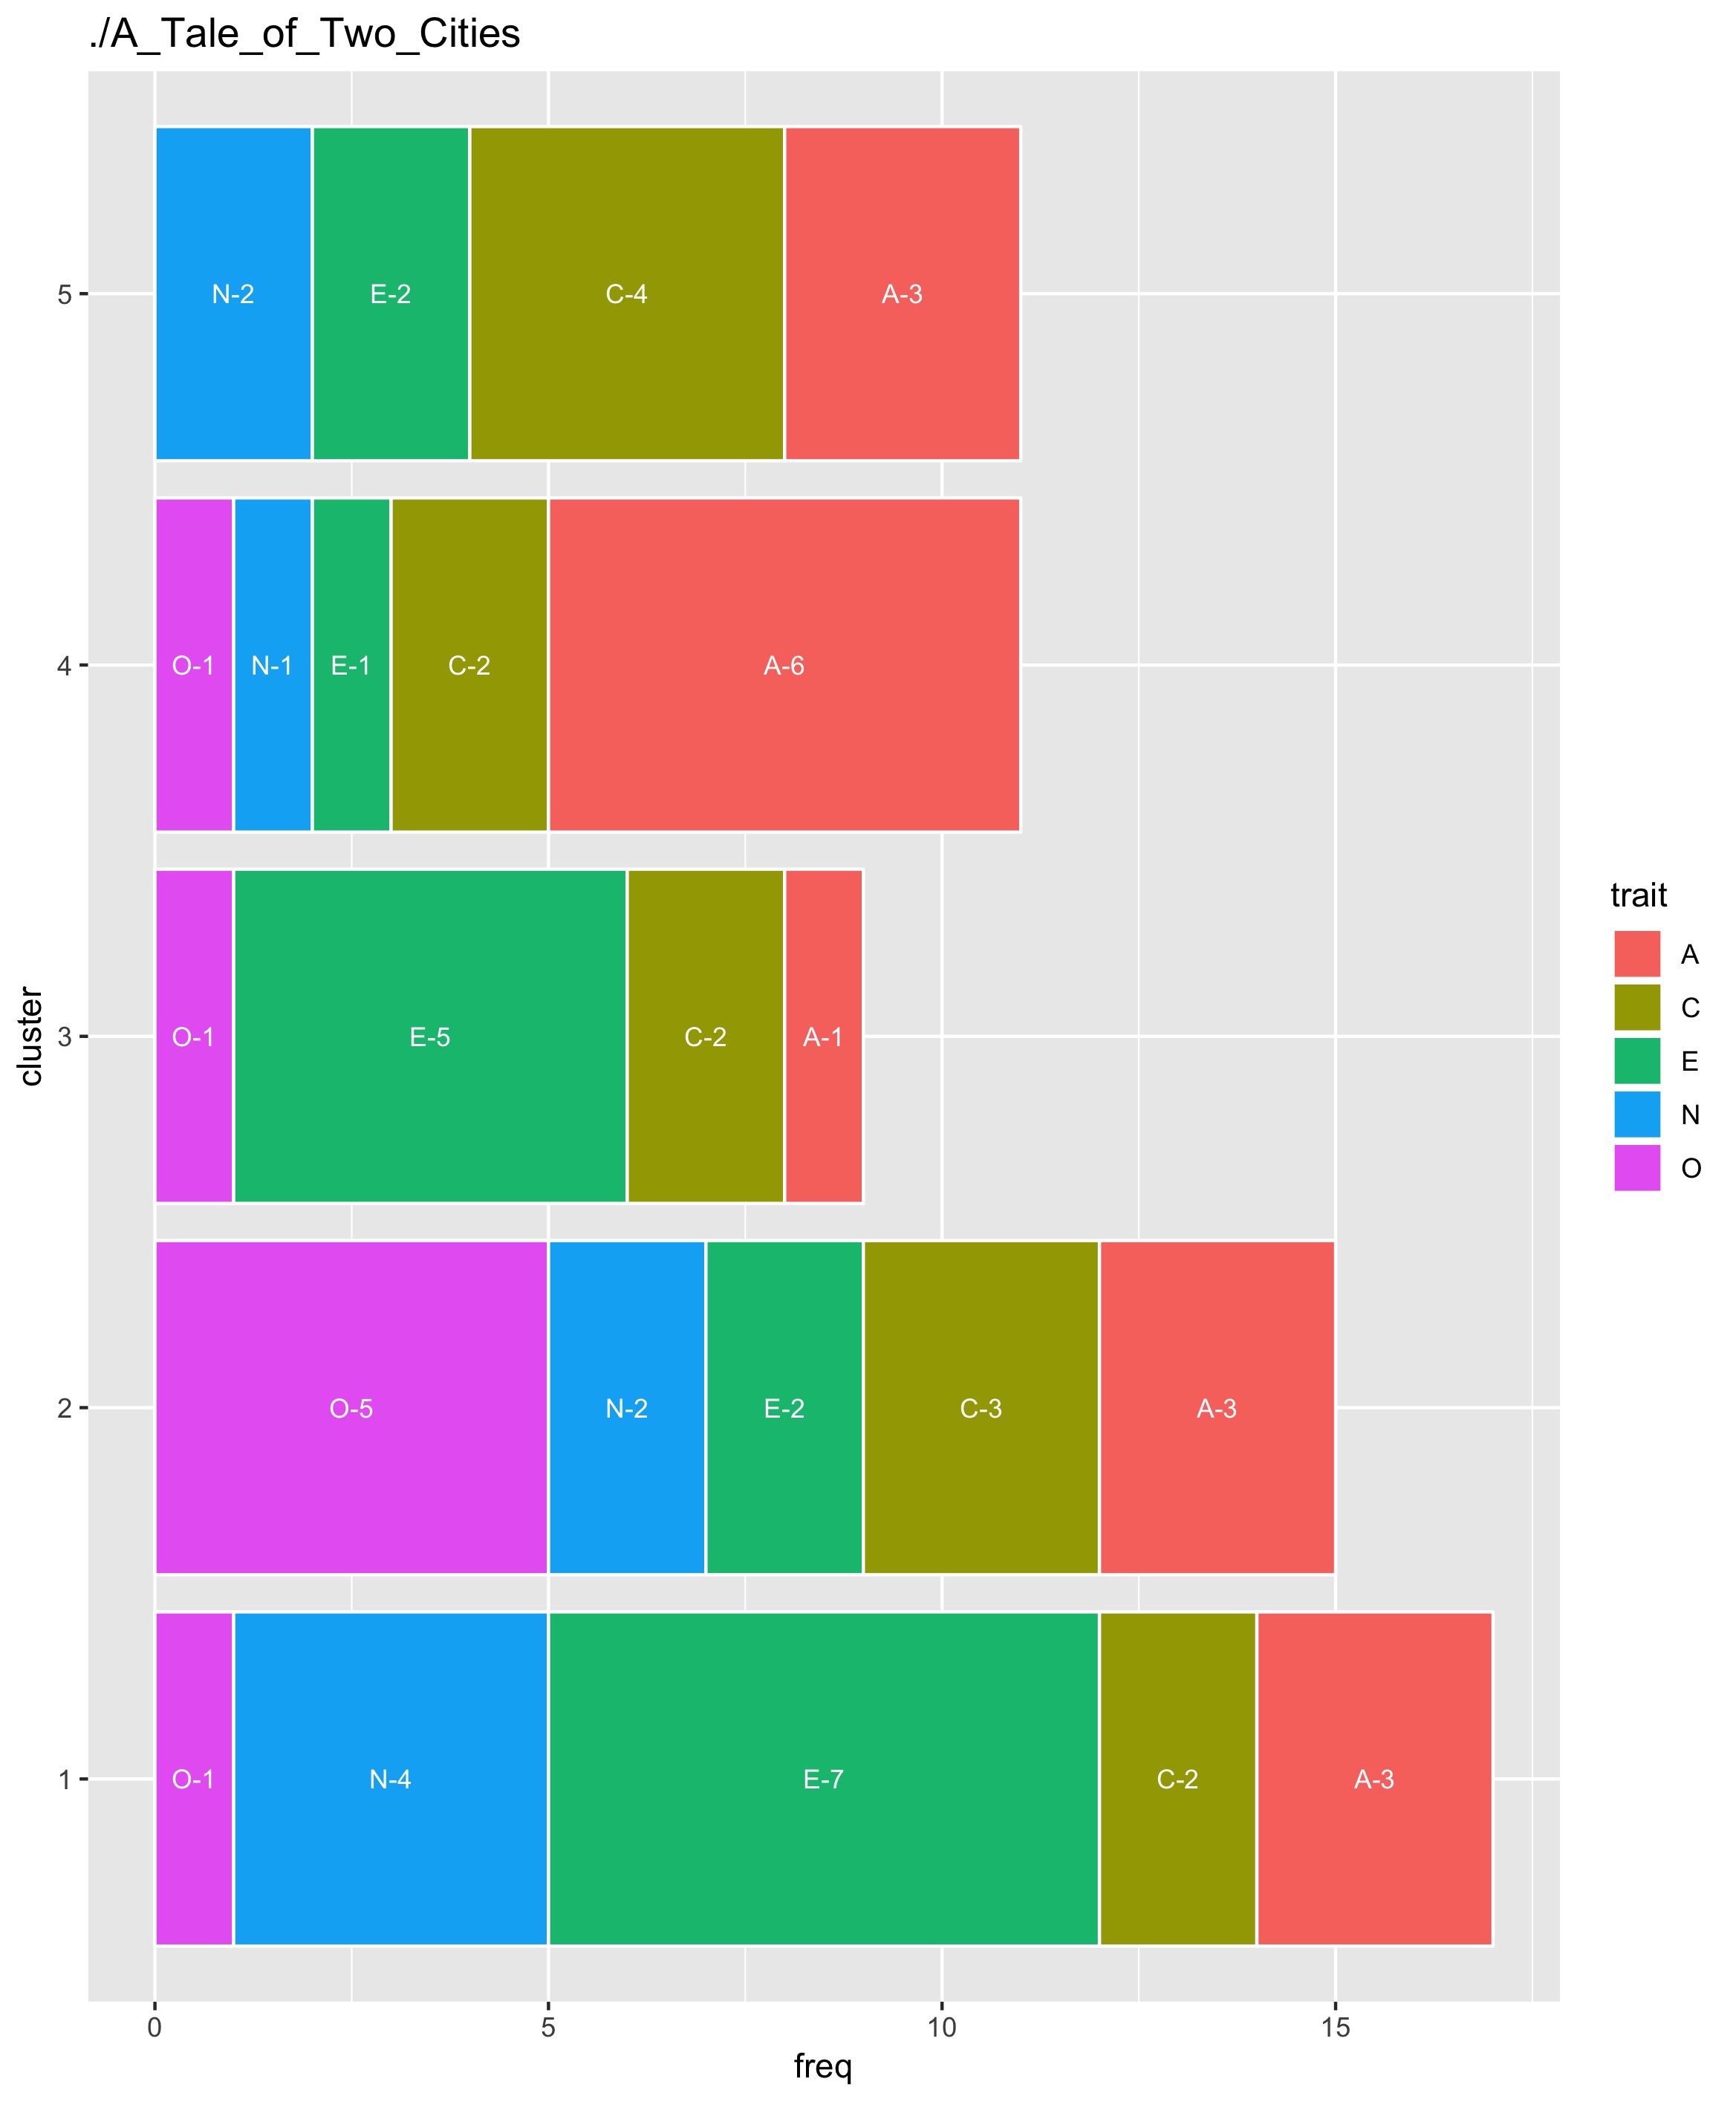 ./A_Tale_of_Two_Cities
5
N-2 E-2 C-4 A-3
4
O-1 N-1 E-1 C-2 A-6
3
O-1 E-5 C-2 A-1
2
O-5 N-2 E-2 C-3 A-3
1
O-1 N-4 E-7 C-2 A-3
0 5 10 15
freq
cluster
trait
A
C
E
N
O